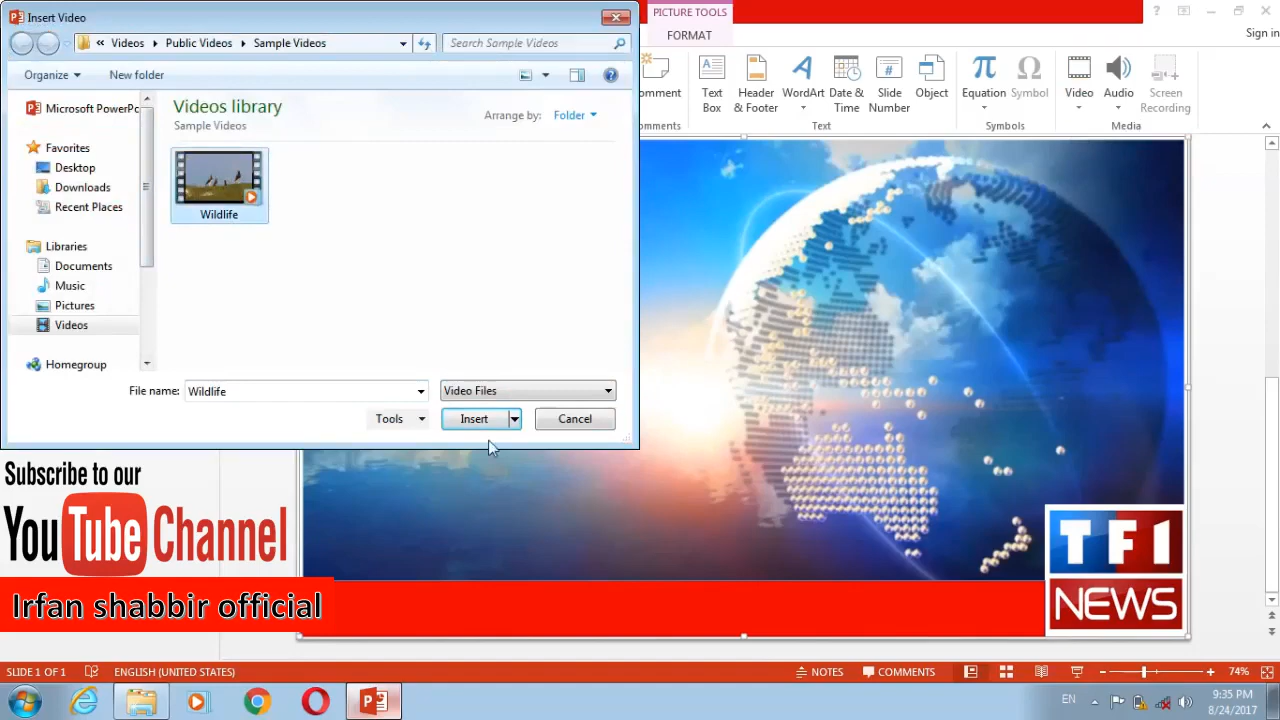 Insert Video
PICTURE TOOLS
FORMAT
Sign in
« Videos Public Videos Sample Videos
Search Sample Videos
Organize
New folder
Microsoft PowerPc
Favorites
Desktop
Downloads
Recent Places
Libraries
Documents
Music
Pictures
Videos
Homegroup
Videos library
Sample Videos
Arrange by: Folder
Wildlife
File name: Wildlife
Video Files
Tools
Insert
Cancel
omment
omments
Text Box
Header & Footer
WordArt
Date & Time
Slide Number
Object
Text
Equation
Symbol
Symbols
Video
Audio
Screen Recording
Media
Subscribe to our
YouTube Channel
Irfan shabbir official
TF1
NEWS
SLIDE 1 OF 1
ENGLISH (UNITED STATES)
NOTES
COMMENTS
74%
EN
9:35 PM
8/24/2017